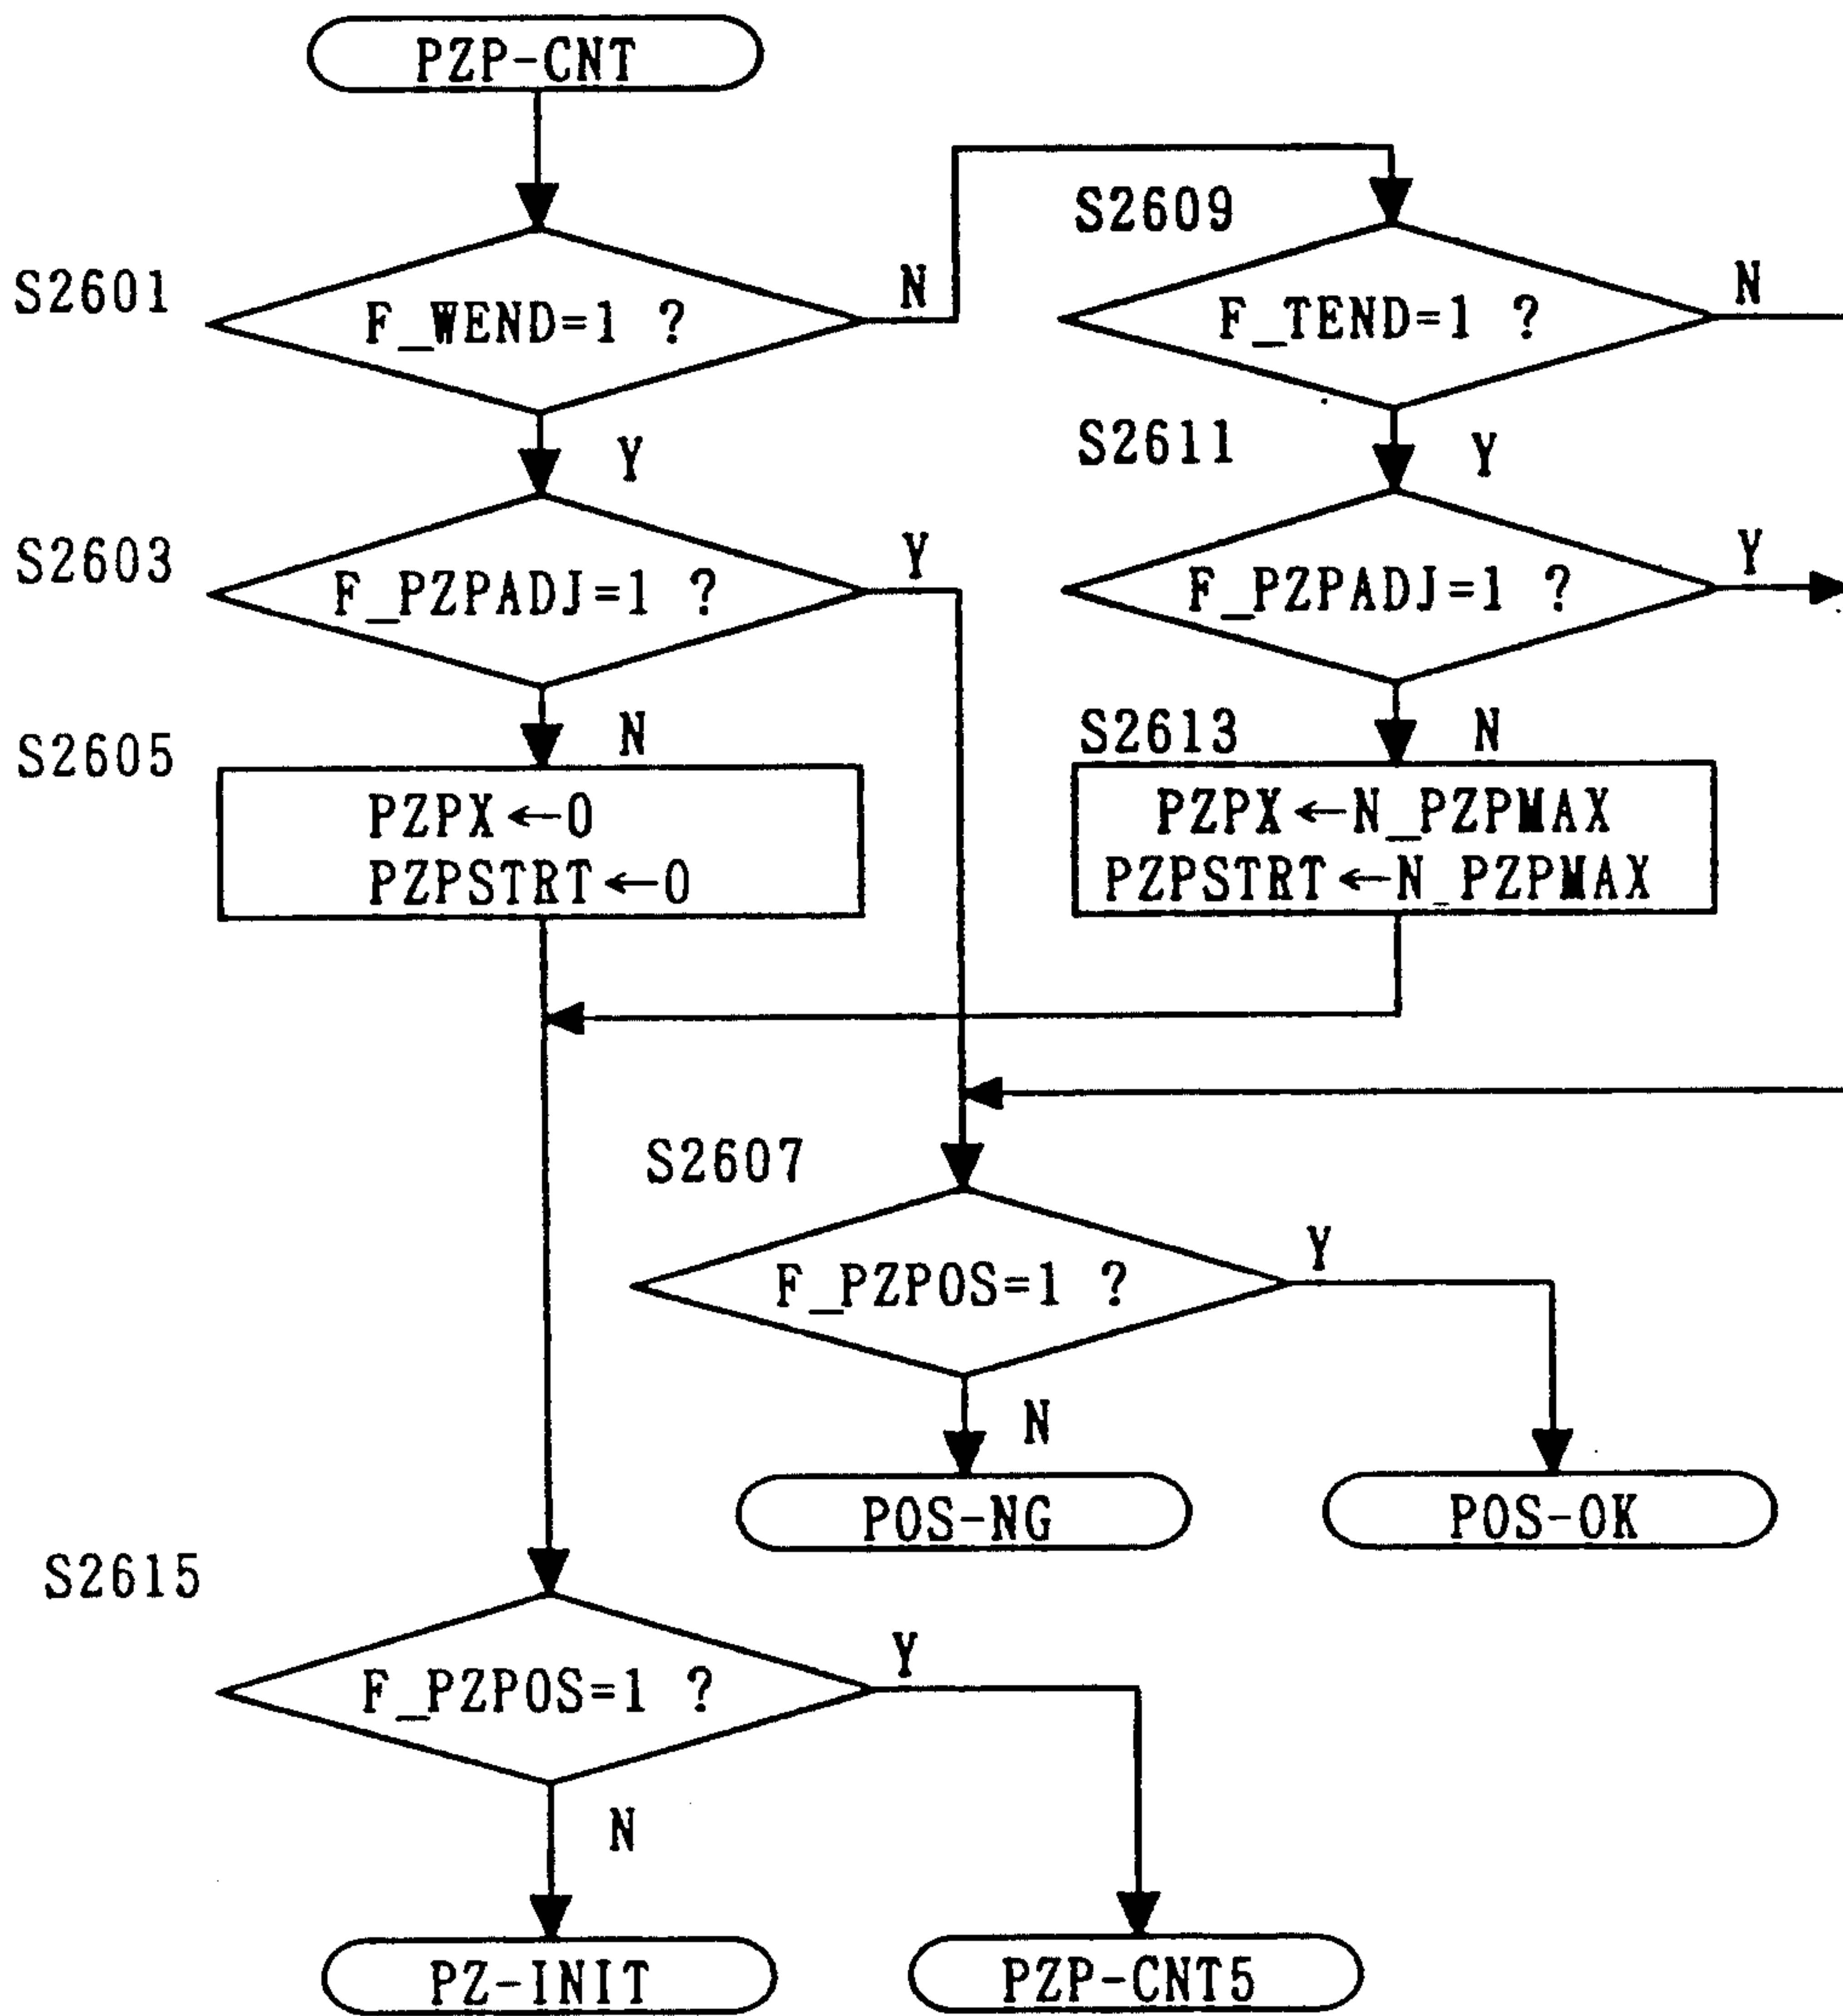 PZP-CNT
S2601
F_WEND=1 ?
N
Y
S2603
F_PZPADJ=1 ?
Y
N
S2605
PZPX←0
PZPSTRT←0
S2609
F_TEND=1 ?
N
Y
S2611
F_PZPADJ=1 ?
Y
N
S2613
PZPX←N_PZPMAX
PZPSTRT←N_PZPMAX
S2607
F_PZPOS=1 ?
Y
N
POS-NG
POS-OK
S2615
F_PZPOS=1 ?
Y
N
PZ-INIT
PZP-CNT5